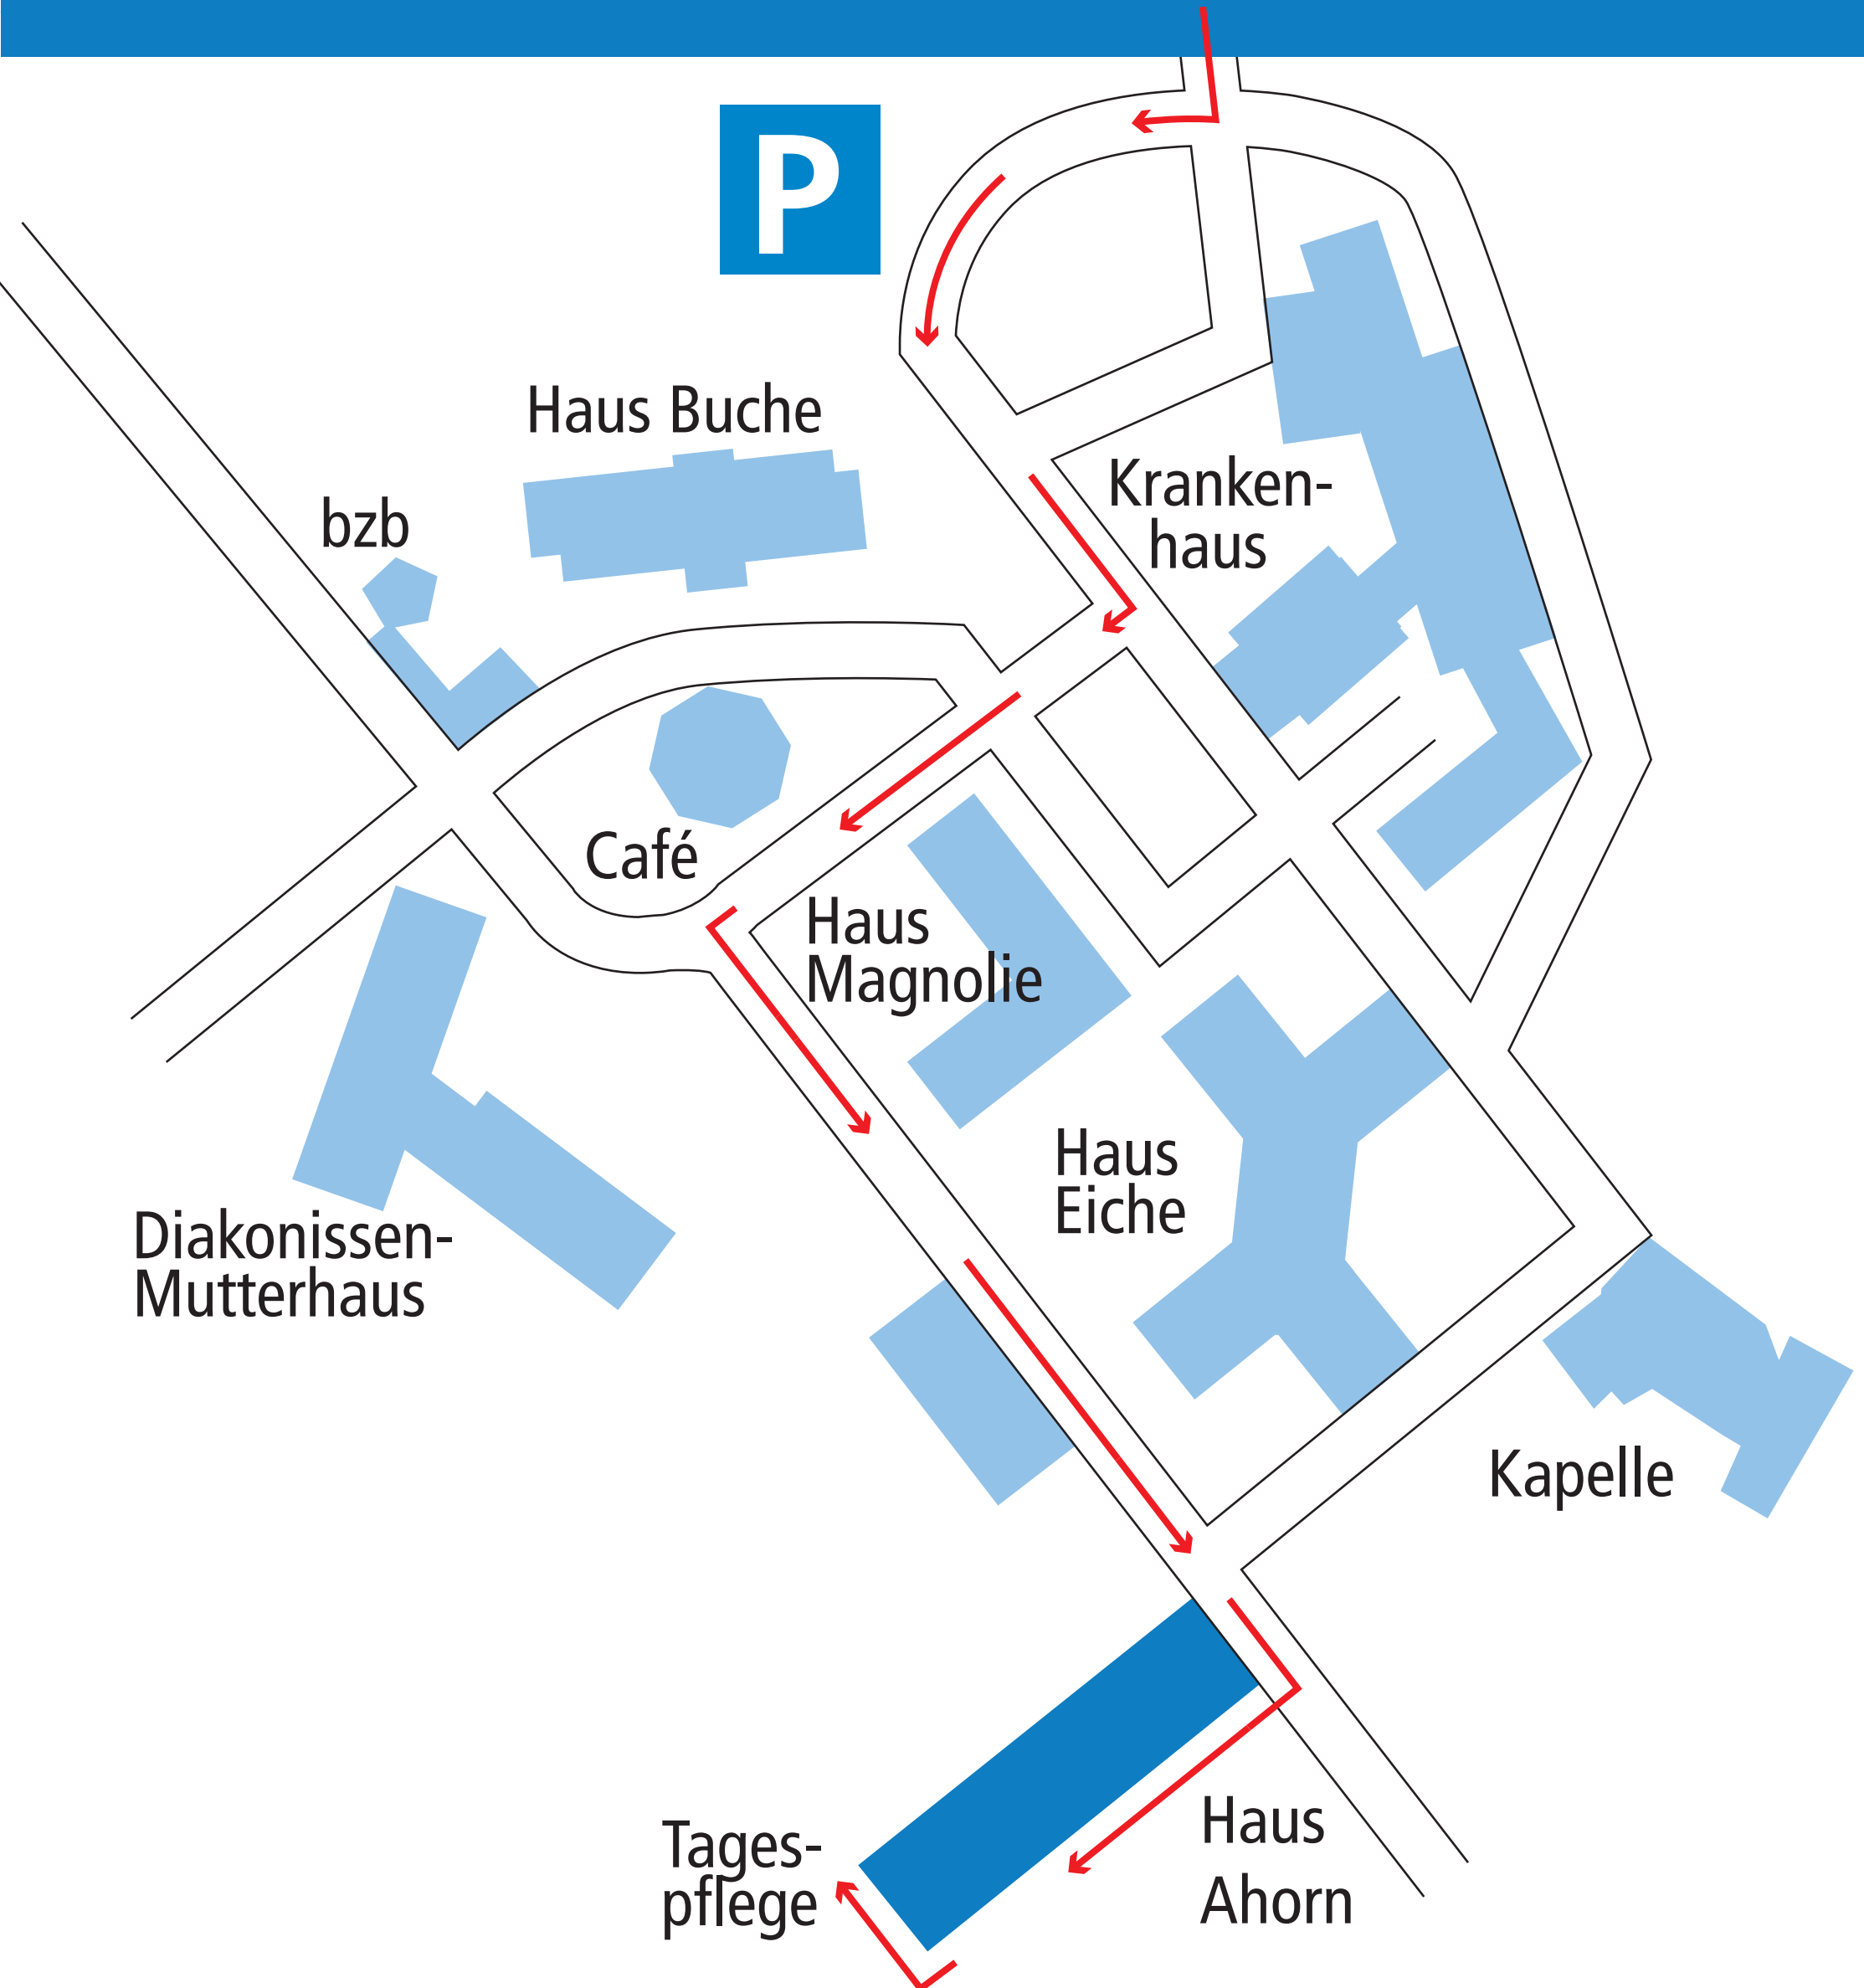 P
Haus Buche
bzb
Kranken-
haus
Café
Haus
Magnolie
Haus
Eiche
Diakonissen-
Mutterhaus
Kapelle
Tages-
pflege
Haus
Ahorn